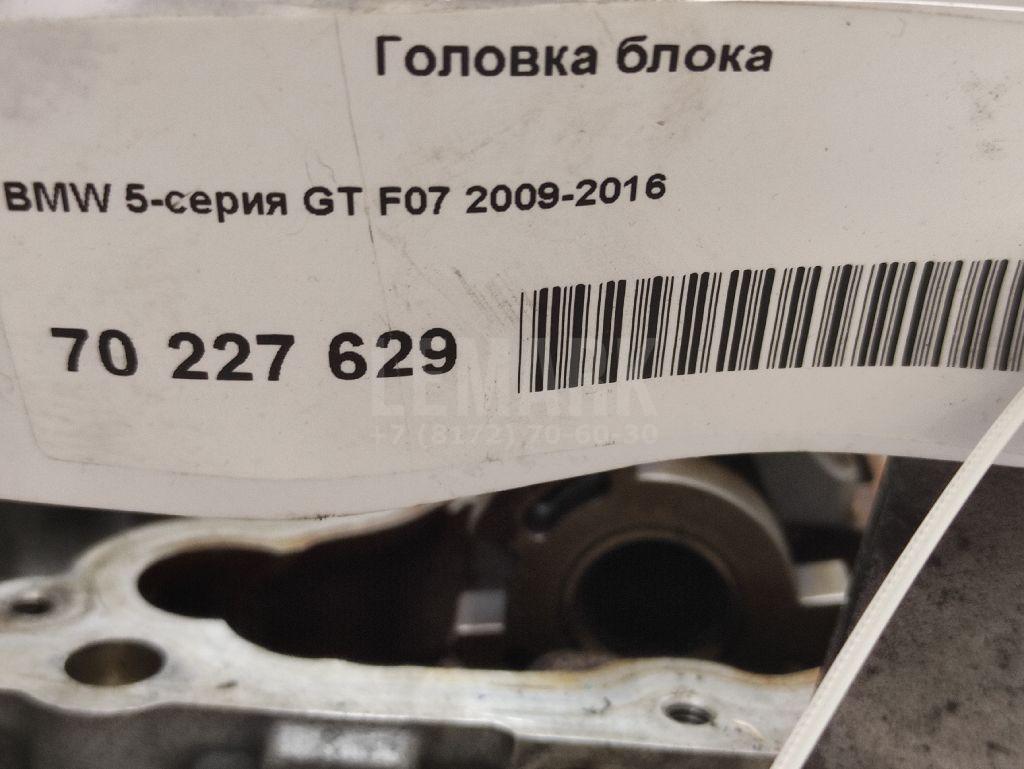 Головка блока
BMW 5-серия GT F07 2009-2016
70 227 629
LEMARK
+7 (8172) 70-60-30